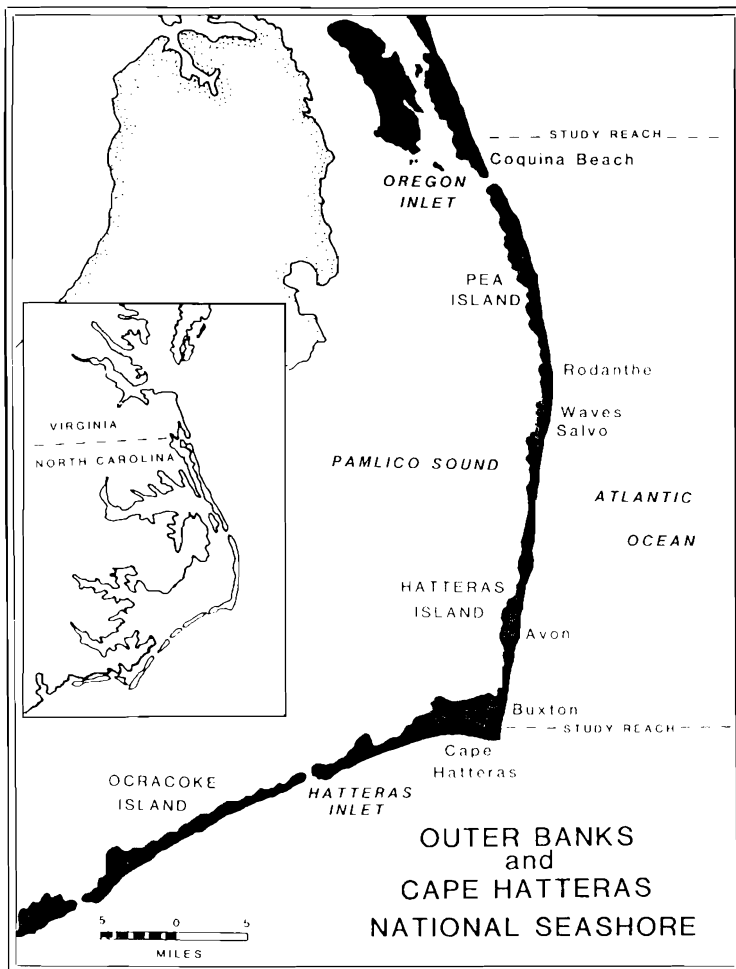 STUDY REACH
Coquina Beach
OREGON
INLET
PEA
ISLAND
Rodanthe
Waves
Salvo
VIRGINIA
NORTH CAROLINA
PAMLICO SOUND
ATLANTIC
OCEAN
HATTERAS
ISLAND
Avon
Buxton
STUDY REACH
Cape
Hatteras
OCRACOKE
ISLAND
HATTERAS
INLET
OUTER BANKS
and
CAPE HATTERAS
NATIONAL SEASHORE
5 0 5
MILES